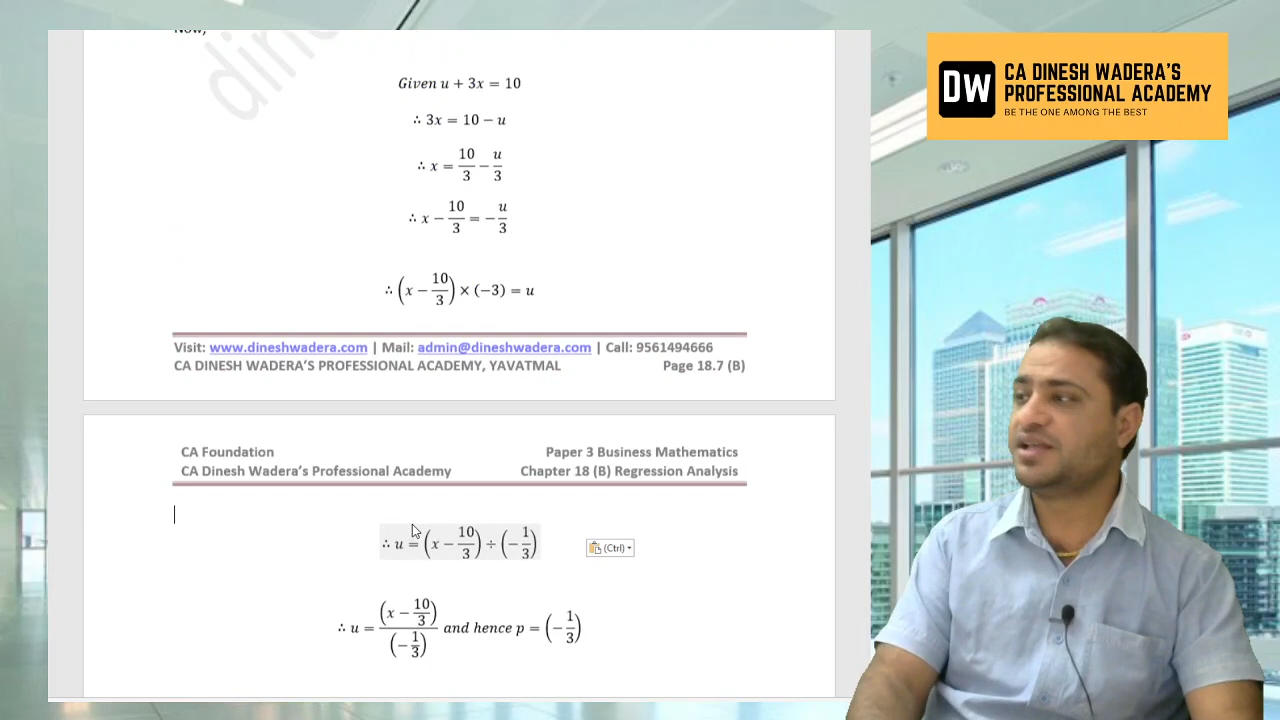 Now,
Given u + 3x = 10
∴ 3x = 10 − u
∴ x = 10/3 − u/3
∴ x − 10/3 = − u/3
∴ (x − 10/3) × (−3) = u
Visit: www.dineshwadera.com | Mail: admin@dineshwadera.com | Call: 9561494666
CA DINESH WADERA'S PROFESSIONAL ACADEMY, YAVATMAL Page 18.7 (B)
CA Foundation Paper 3 Business Mathematics
CA Dinesh Wadera's Professional Academy Chapter 18 (B) Regression Analysis
∴ u = (x − 10/3) ÷ (− 1/3)
(Ctrl)
∴ u = (x − 10/3) / (− 1/3) and hence p = (− 1/3)
DW
CA DINESH WADERA'S
PROFESSIONAL ACADEMY
BE THE ONE AMONG THE BEST